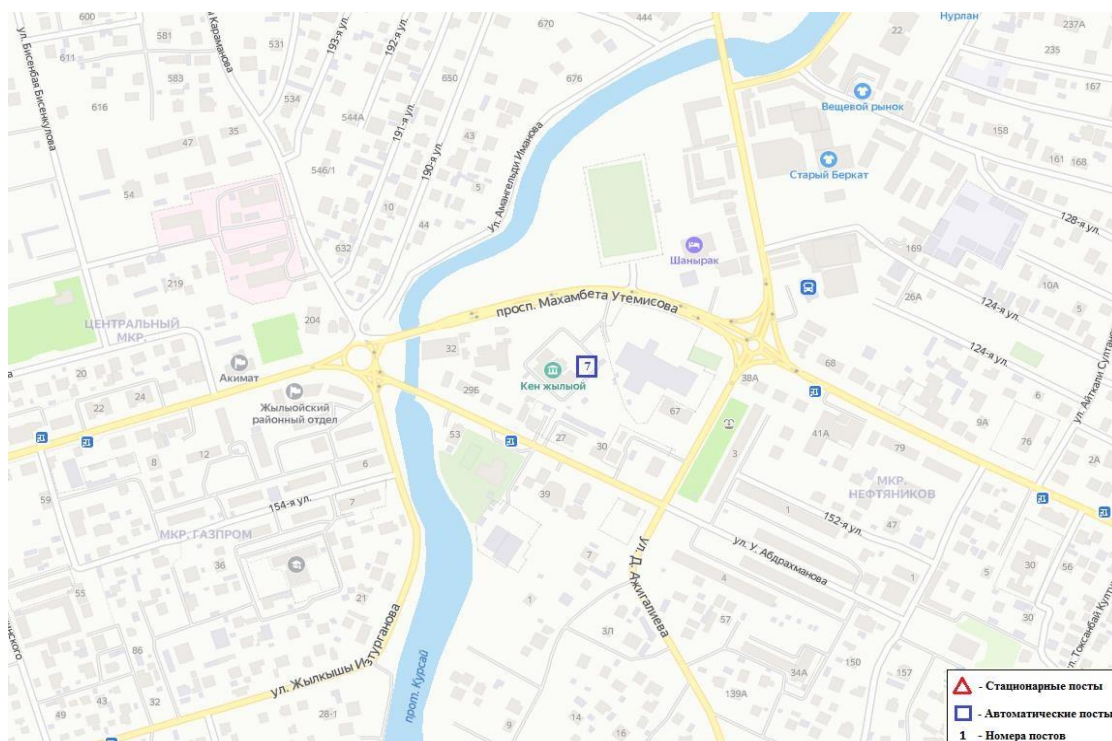 670
444
Нурлан
237А
22
235
167
ул. Бисенбая Бисенкулова
611
581
583
616
Караманова
531
534
193-я ул.
192-я ул.
650
676
544А
191-я ул.
43
47
35
54
546/1
190-я ул.
5
10
44
632
Ул. Амангельди Иманова
Вещевой рынок
158
Старый Беркат
161
168
128-я ул.
169
Шанырак
26А
124-я ул.
10А
5
124-я ул.
ул. Айткали Султана
219
ЦЕНТРАЛЬНЫЙ
МКР.
204
просп. Махамбета Утемисова
32
7
Кен жылыой
29Б
68
38А
6
9А
76
2А
20
Акимат
22
24
Жылыойский
районный отдел
67
3
41А
79
53
27
30
8
12
6
59
154-я ул.
7
39
МКР.
НЕФТЯНИКОВ
1
152-я ул.
47
МКР. ГАЗПРОМ
36
ул. У. Абдрахманова
7
1
ул. Д. Ажигалиева
4
1
5
30
56
55
21
86
3Л
57
30
ул. Токсанбай Култ
ул. Жылкышы Изтурганова
прот. Курсай
34А
150
157
139А
43
32
49
28-1
9
14
16
- Стационарные посты
- Автоматические посты
1 - Номера постов